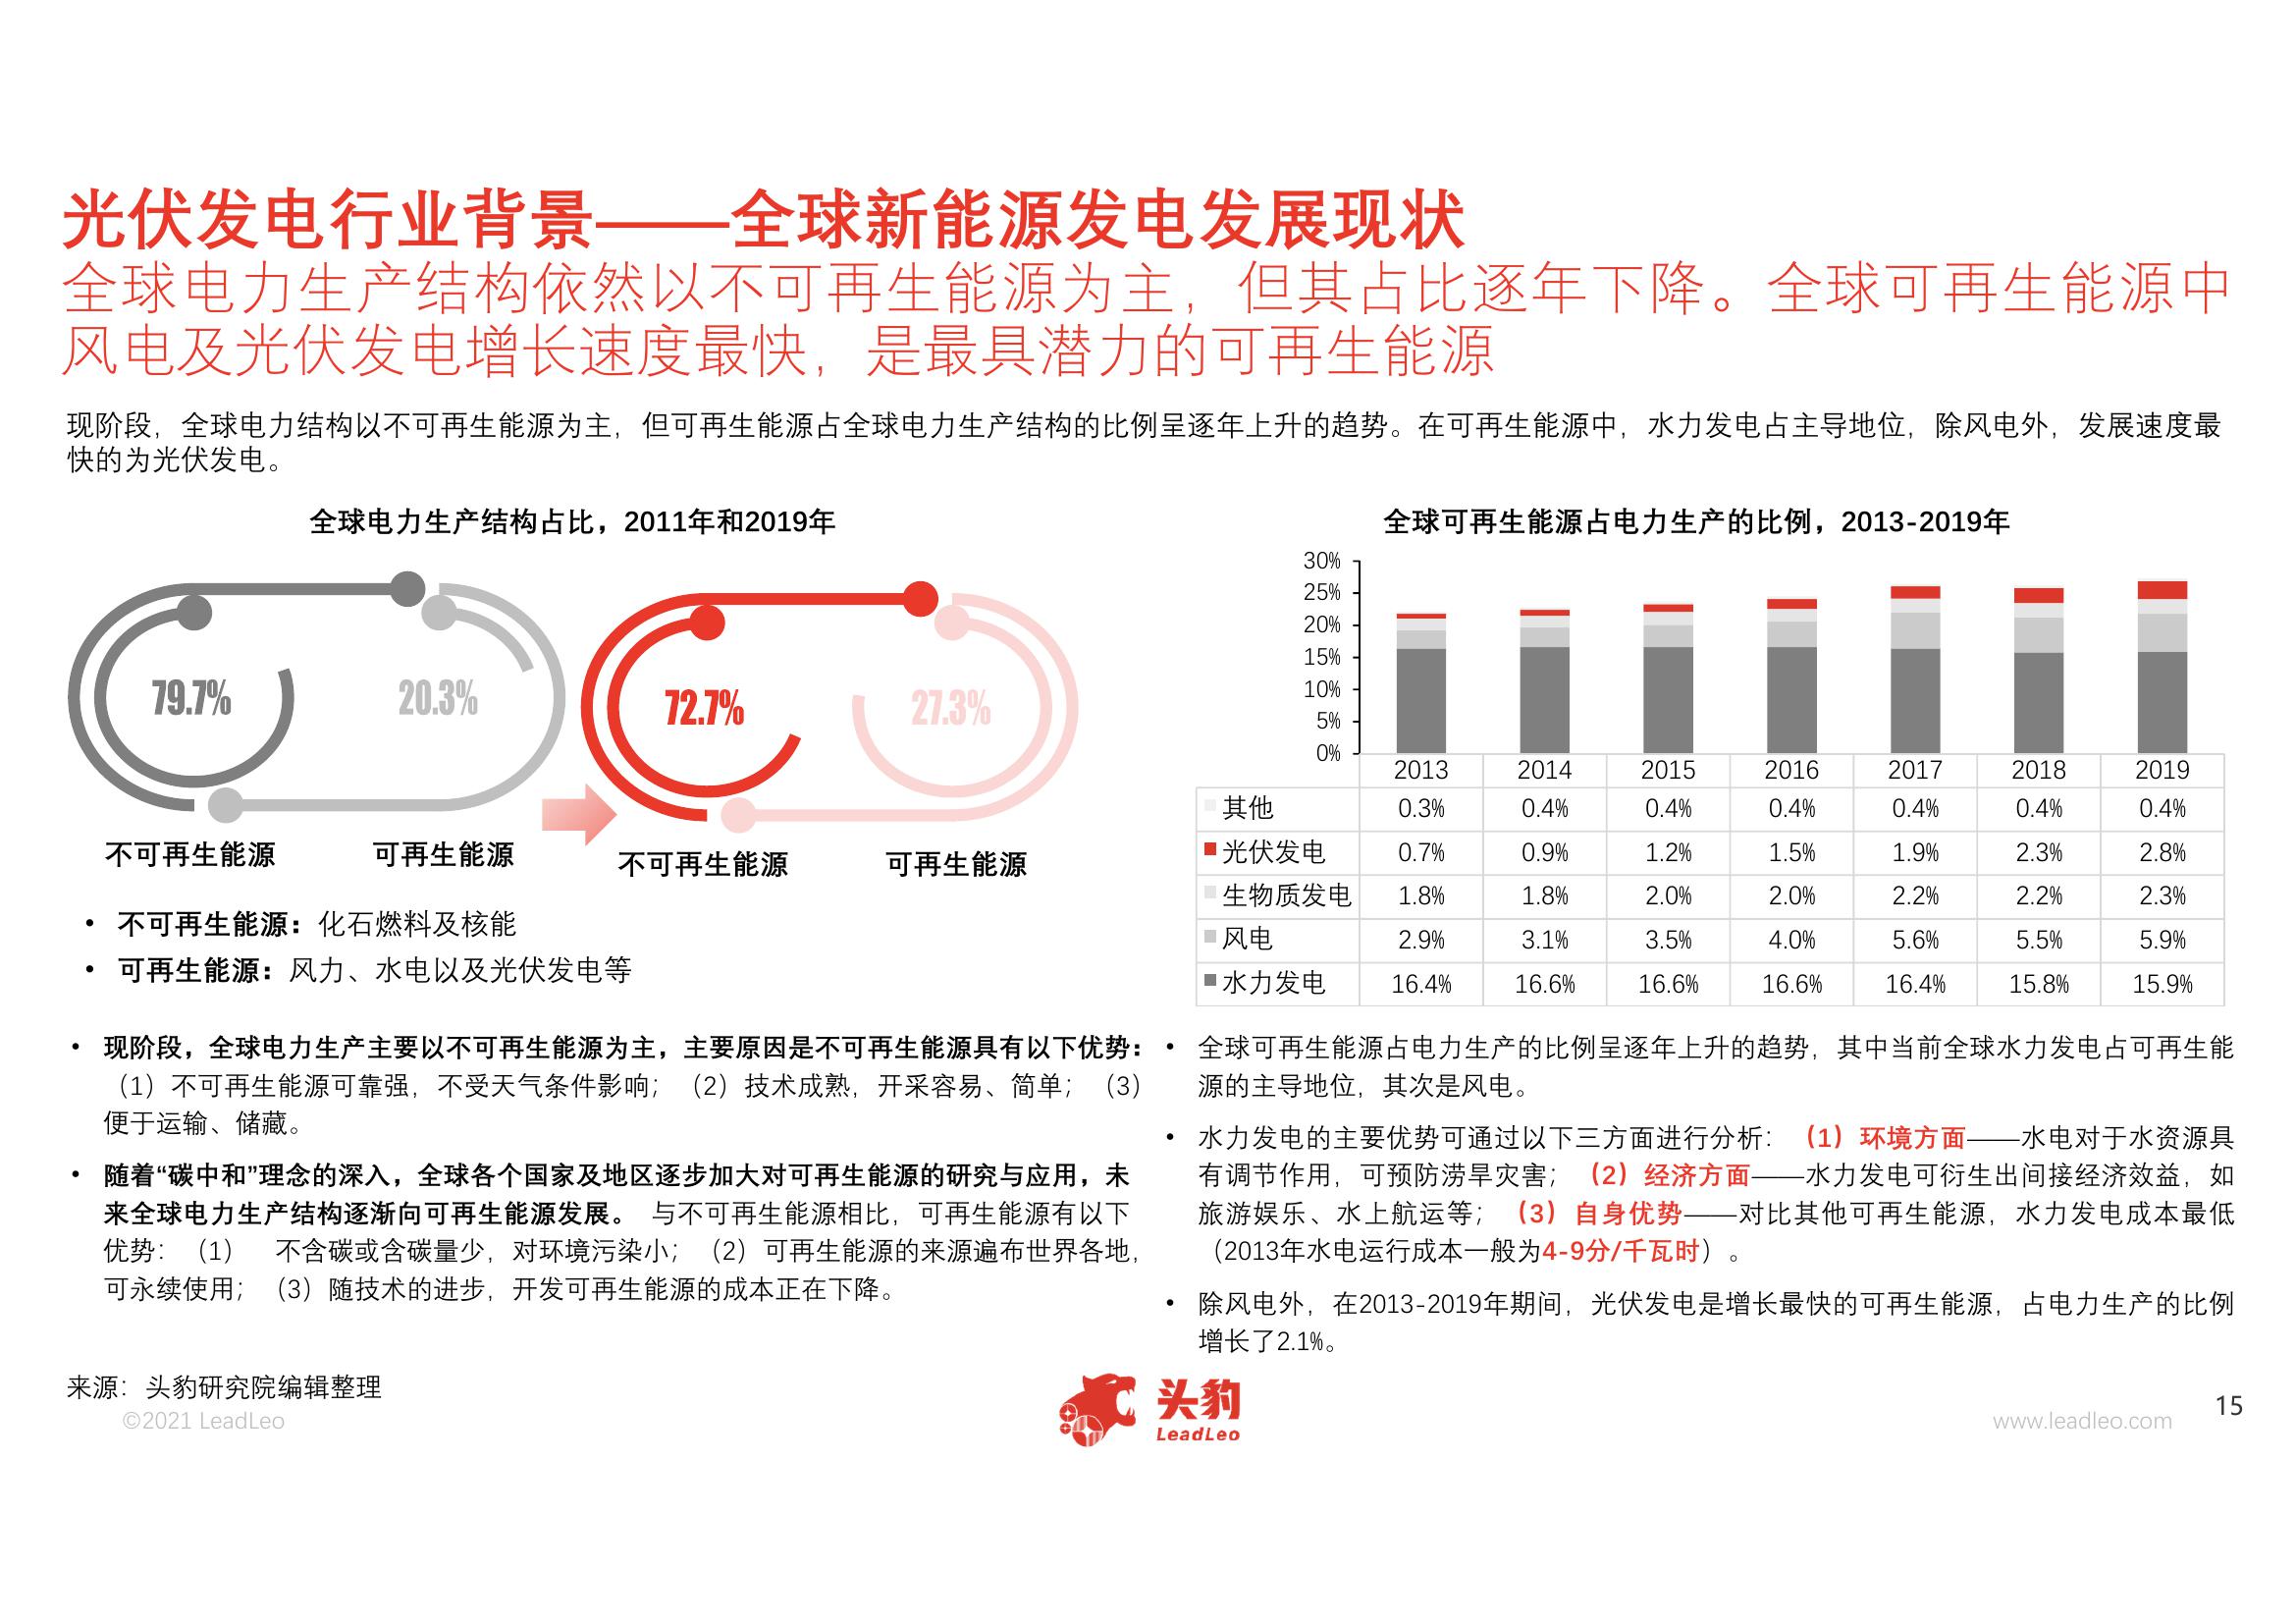 光伏发电行业背景——全球新能源发电发展现状
全球电力生产结构依然以不可再生能源为主，但其占比逐年下降。全球可再生能源中
风电及光伏发电增长速度最快，是最具潜力的可再生能源
现阶段，全球电力结构以不可再生能源为主，但可再生能源占全球电力生产结构的比例呈逐年上升的趋势。在可再生能源中，水力发电占主导地位，除风电外，发展速度最
快的为光伏发电。
全球电力生产结构占比，2011年和2019年
79.7%
20.3%
72.7%
27.3%
不可再生能源
可再生能源
不可再生能源
可再生能源
• 不可再生能源：化石燃料及核能
• 可再生能源：风力、水电以及光伏发电等
全球可再生能源占电力生产的比例，2013-2019年
30%
25%
20%
15%
10%
5%
0%
2013 2014 2015 2016 2017 2018 2019
其他 0.3% 0.4% 0.4% 0.4% 0.4% 0.4% 0.4%
光伏发电 0.7% 0.9% 1.2% 1.5% 1.9% 2.3% 2.8%
生物质发电 1.8% 1.8% 2.0% 2.0% 2.2% 2.2% 2.3%
风电 2.9% 3.1% 3.5% 4.0% 5.6% 5.5% 5.9%
水力发电 16.4% 16.6% 16.6% 16.6% 16.4% 15.8% 15.9%
• 现阶段，全球电力生产主要以不可再生能源为主，主要原因是不可再生能源具有以下优势：
（1）不可再生能源可靠强，不受天气条件影响；（2）技术成熟，开采容易、简单；（3）
便于运输、储藏。
• 随着“碳中和”理念的深入，全球各个国家及地区逐步加大对可再生能源的研究与应用，未
来全球电力生产结构逐渐向可再生能源发展。 与不可再生能源相比，可再生能源有以下
优势：（1） 不含碳或含碳量少，对环境污染小；（2）可再生能源的来源遍布世界各地，
可永续使用；（3）随技术的进步，开发可再生能源的成本正在下降。
• 全球可再生能源占电力生产的比例呈逐年上升的趋势，其中当前全球水力发电占可再生能
源的主导地位，其次是风电。
• 水力发电的主要优势可通过以下三方面进行分析：（1）环境方面——水电对于水资源具
有调节作用，可预防涝旱灾害；（2）经济方面——水力发电可衍生出间接经济效益，如
旅游娱乐、水上航运等；（3）自身优势——对比其他可再生能源，水力发电成本最低
（2013年水电运行成本一般为4-9分/千瓦时）。
• 除风电外，在2013-2019年期间，光伏发电是增长最快的可再生能源，占电力生产的比例
增长了2.1%。
来源：头豹研究院编辑整理
©2021 LeadLeo
头豹
LeadLeo
www.leadleo.com
15